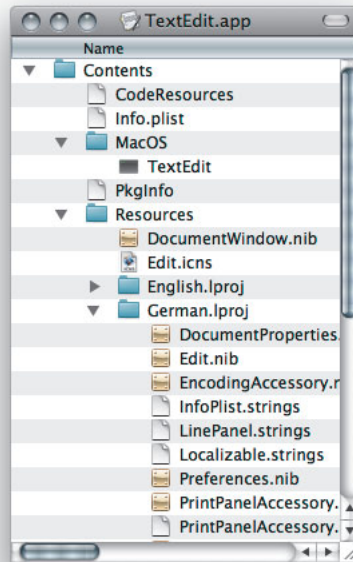 TextEdit.app
Name
Contents
CodeResources
Info.plist
MacOS
TextEdit
PkgInfo
Resources
DocumentWindow.nib
Edit.icns
English.lproj
German.lproj
DocumentProperties.
Edit.nib
EncodingAccessory.r
InfoPlist.strings
LinePanel.strings
Localizable.strings
Preferences.nib
PrintPanelAccessory.
PrintPanelAccessory.